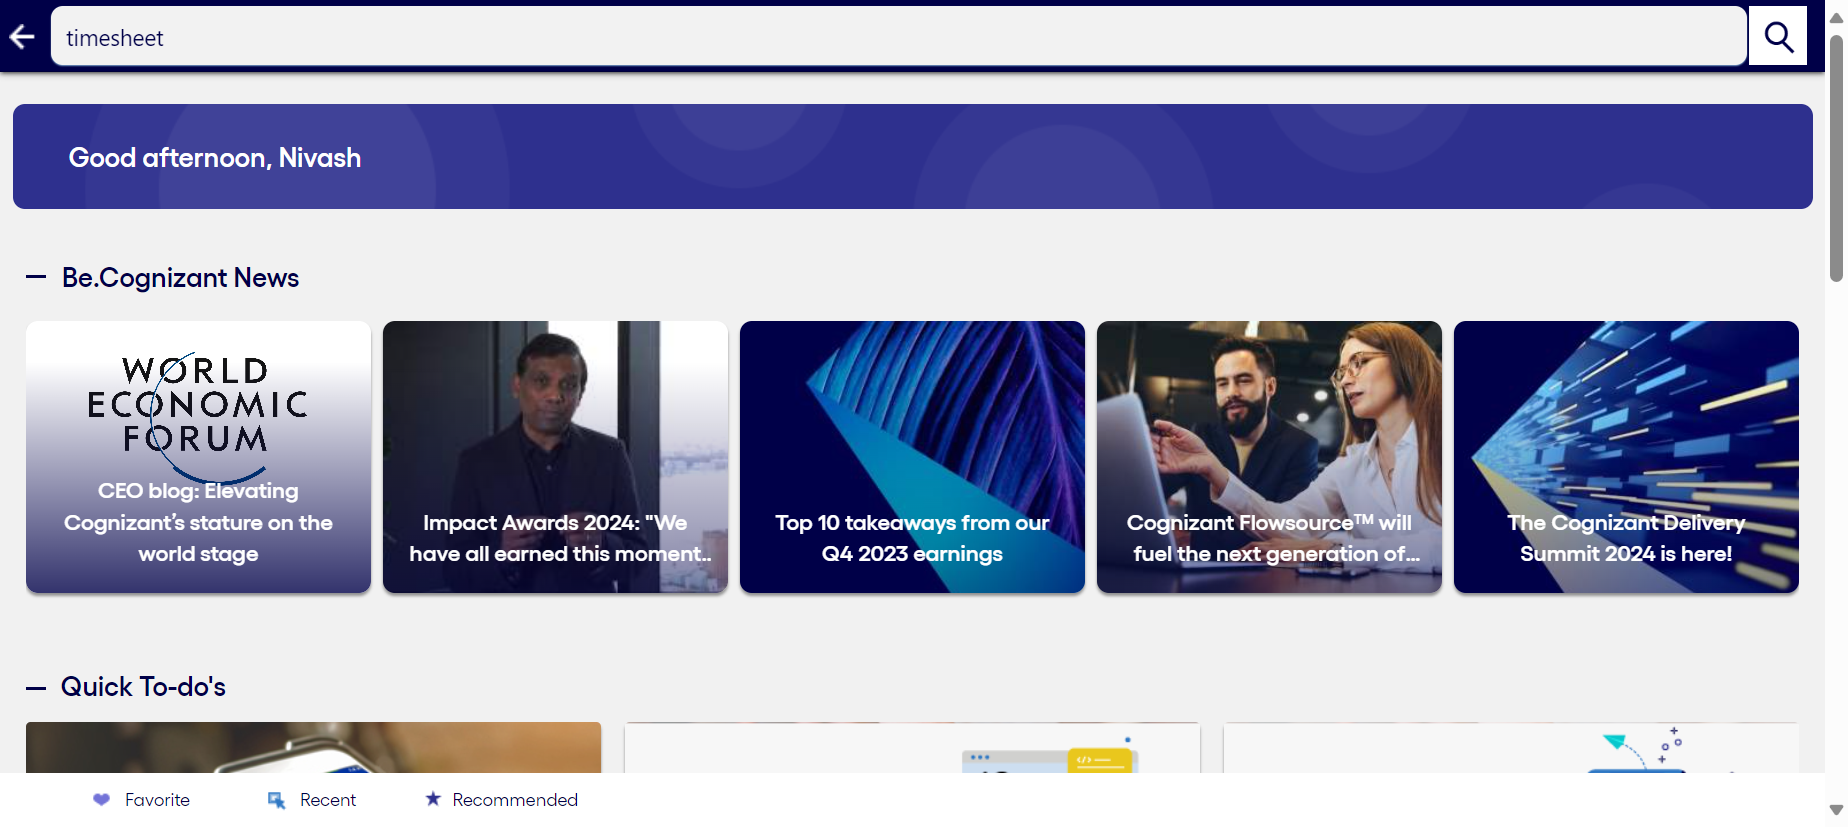 timesheet
Good afternoon, Nivash
Be.Cognizant News
WORLD
ECONOMIC
FORUM
CEO blog: Elevating
Cognizant’s stature on the
world stage
Impact Awards 2024: "We
have all earned this moment...
Top 10 takeaways from our
Q4 2023 earnings
Cognizant Flowsource™ will
fuel the next generation of...
The Cognizant Delivery
Summit 2024 is here!
Quick To-do's
</>
Favorite
Recent
Recommended